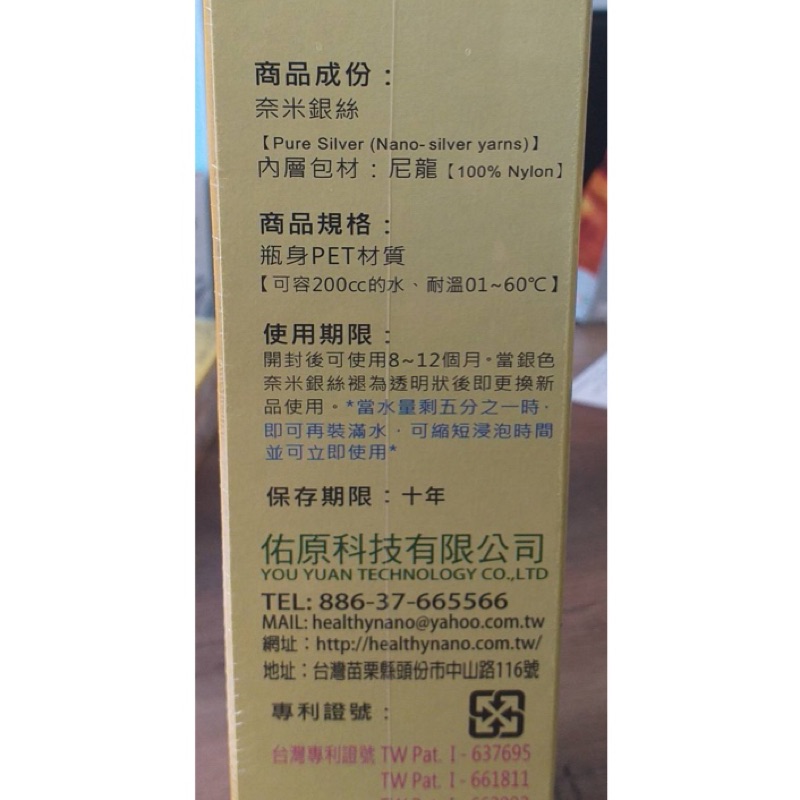 商品成份：
奈米銀絲
【Pure Silver (Nano-silver yarns)】
內層包材：尼龍【100% Nylon】
商品規格：
瓶身PET材質
【可容200cc的水、耐溫01~60℃】
使用期限：
開封後可使用8~12個月。當銀色
奈米銀絲褪為透明狀後即更換新
品使用。*當水量剩五分之一時，
即可再裝滿水，可縮短浸泡時間
並可立即使用*
保存期限：十年
佑原科技有限公司
YOU YUAN TECHNOLOGY CO.,LTD
TEL: 886-37-665566
MAIL: healthynano@yahoo.com.tw
網址：http://healthynano.com.tw/
地址：台灣苗栗縣頭份市中山路116號
專利證號：
台灣專利證號 TW Pat. I - 637695
TW Pat. I - 661811